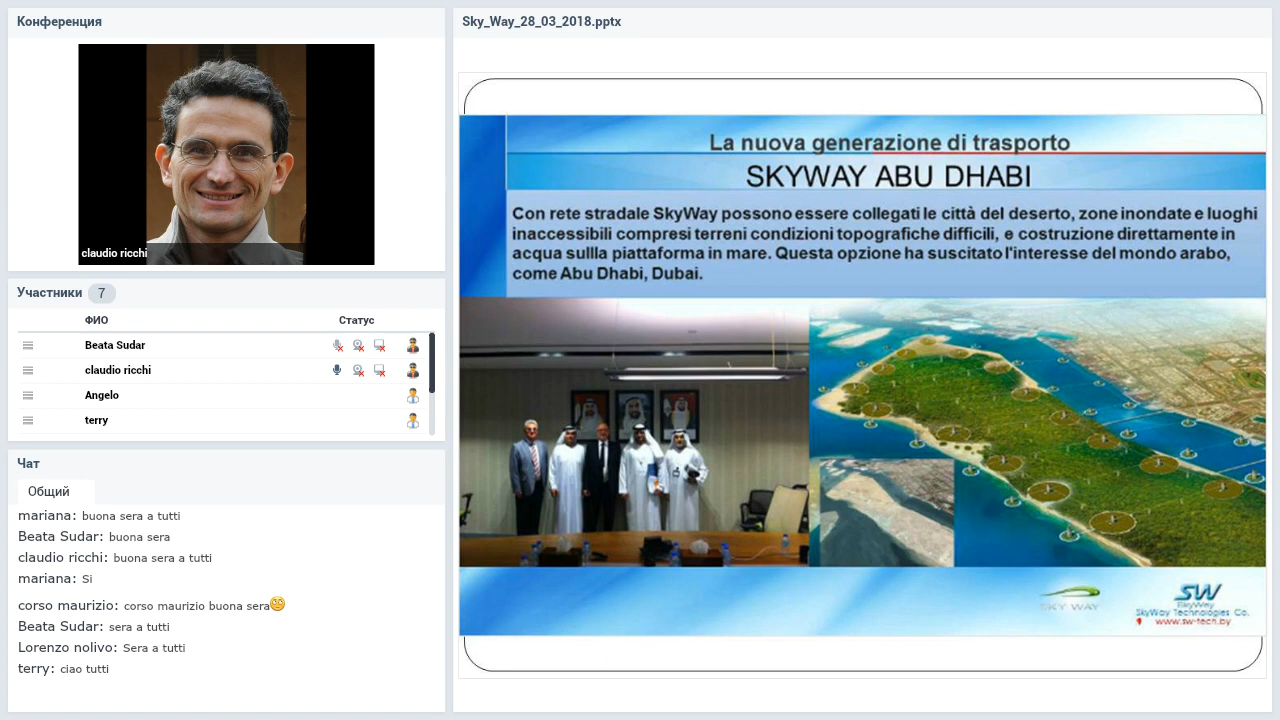 Конференция
claudio ricchi
Участники 7
ФИО Статус
Beata Sudar
claudio ricchi
Angelo
terry
Чат
Общий
mariana: buona sera a tutti
Beata Sudar: buona sera
claudio ricchi: buona sera a tutti
mariana: Si
corso maurizio: corso maurizio buona sera
Beata Sudar: sera a tutti
Lorenzo nolivo: Sera a tutti
terry: ciao tutti
Sky_Way_28_03_2018.pptx
La nuova generazione di trasporto
SKYWAY ABU DHABI
Con rete stradale SkyWay possono essere collegati le città del deserto, zone inondate e luoghi
inaccessibili compresi terreni condizioni topografiche difficili, e costruzione direttamente in
acqua sullla piattaforma in mare. Questa opzione ha suscitato l'interesse del mondo arabo,
come Abu Dhabi, Dubai.
SKY WAY
SW
SkyWay
SkyWay Technologies Co.
www.sw-tech.by